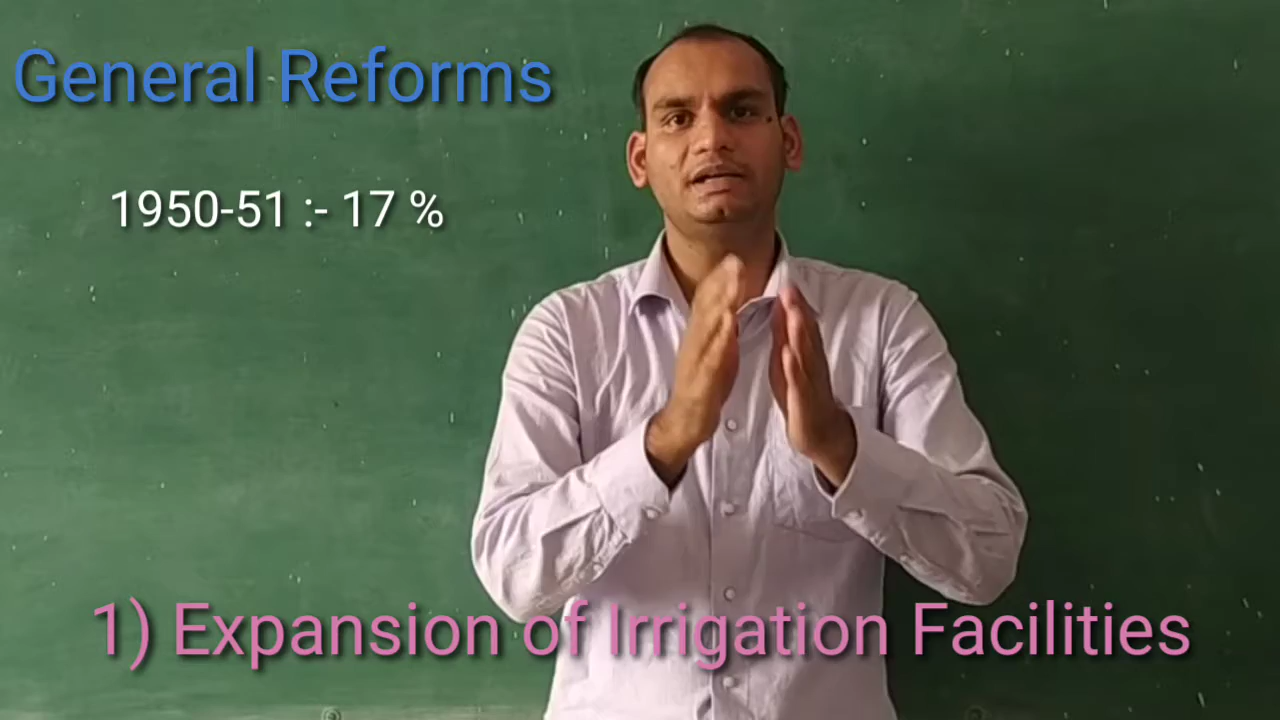 General Reforms
1950-51 :- 17 %
1) Expansion of Irrigation Facilities